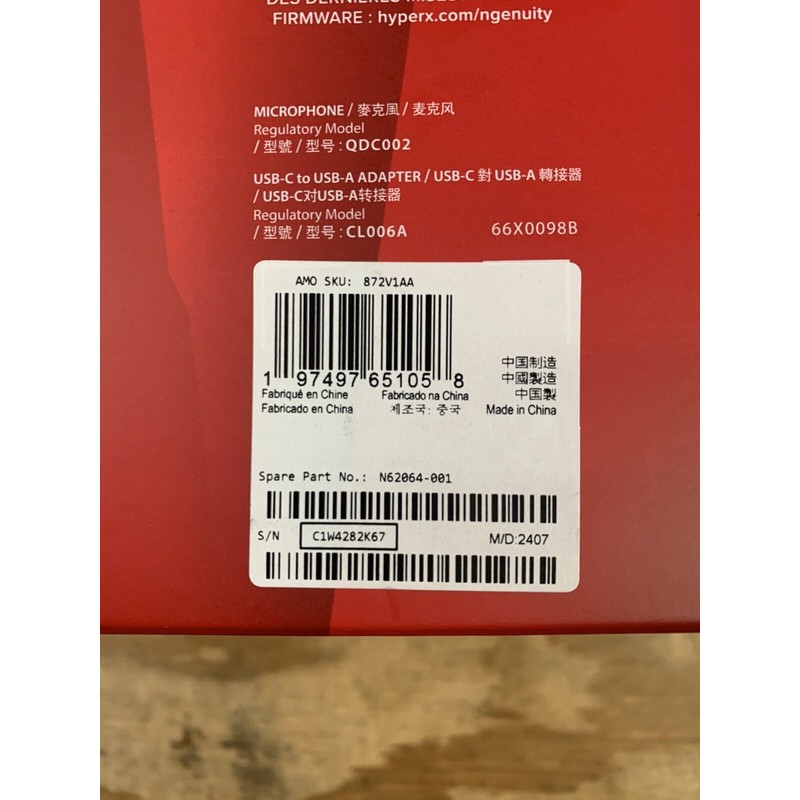 DES DERNIÈRES MISES
FIRMWARE : hyperx.com/ngenuity
MICROPHONE / 麥克風 / 麦克风
Regulatory Model
/ 型號 / 型号 : QDC002
USB-C to USB-A ADAPTER / USB-C 對 USB-A 轉接器
/ USB-C对USB-A转接器
Regulatory Model
/ 型號 / 型号 : CL006A
66X0098B
AMO SKU: 872V1AA
1 97497 65105 8
Fabriqué en Chine
Fabricado na China
Fabricado en China
제조국: 중국
中国制造
中國製造
中国製
Made in China
Spare Part No.: N62064-001
S/N C1W4282K67
M/D:2407